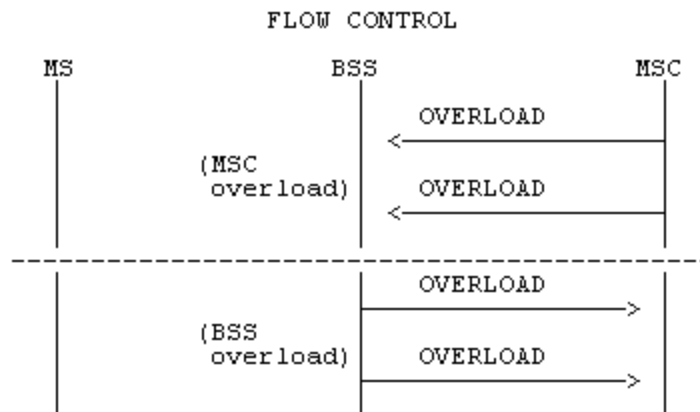 FLOW CONTROL
MS BSS MSC
OVERLOAD
(MSC
overload)
OVERLOAD
OVERLOAD
(BSS
overload)
OVERLOAD